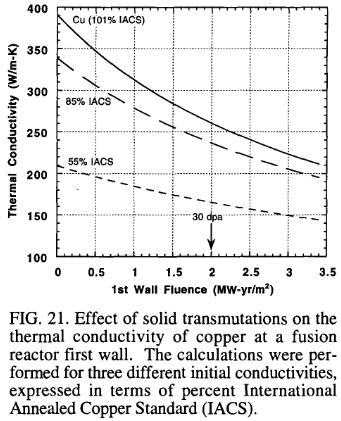 400
Cu (101% IACS)
350
85% IACS
300
250
55% IACS
200
30 dpa
150
100
Thermal Conductivity (W/m-K)
0 0.5 1 1.5 2 2.5 3 3.5
1st Wall Fluence (MW-yr/m²)
FIG. 21. Effect of solid transmutations on the
thermal conductivity of copper at a fusion
reactor first wall. The calculations were per-
formed for three different initial conductivities,
expressed in terms of percent International
Annealed Copper Standard (IACS).